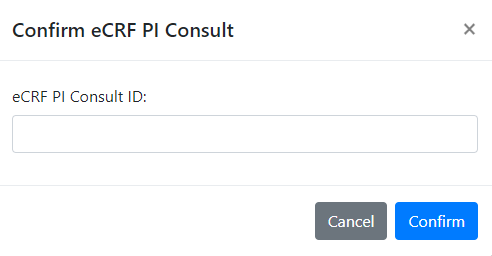 Confirm eCRF PI Consult ×
eCRF PI Consult ID:
Cancel Confirm